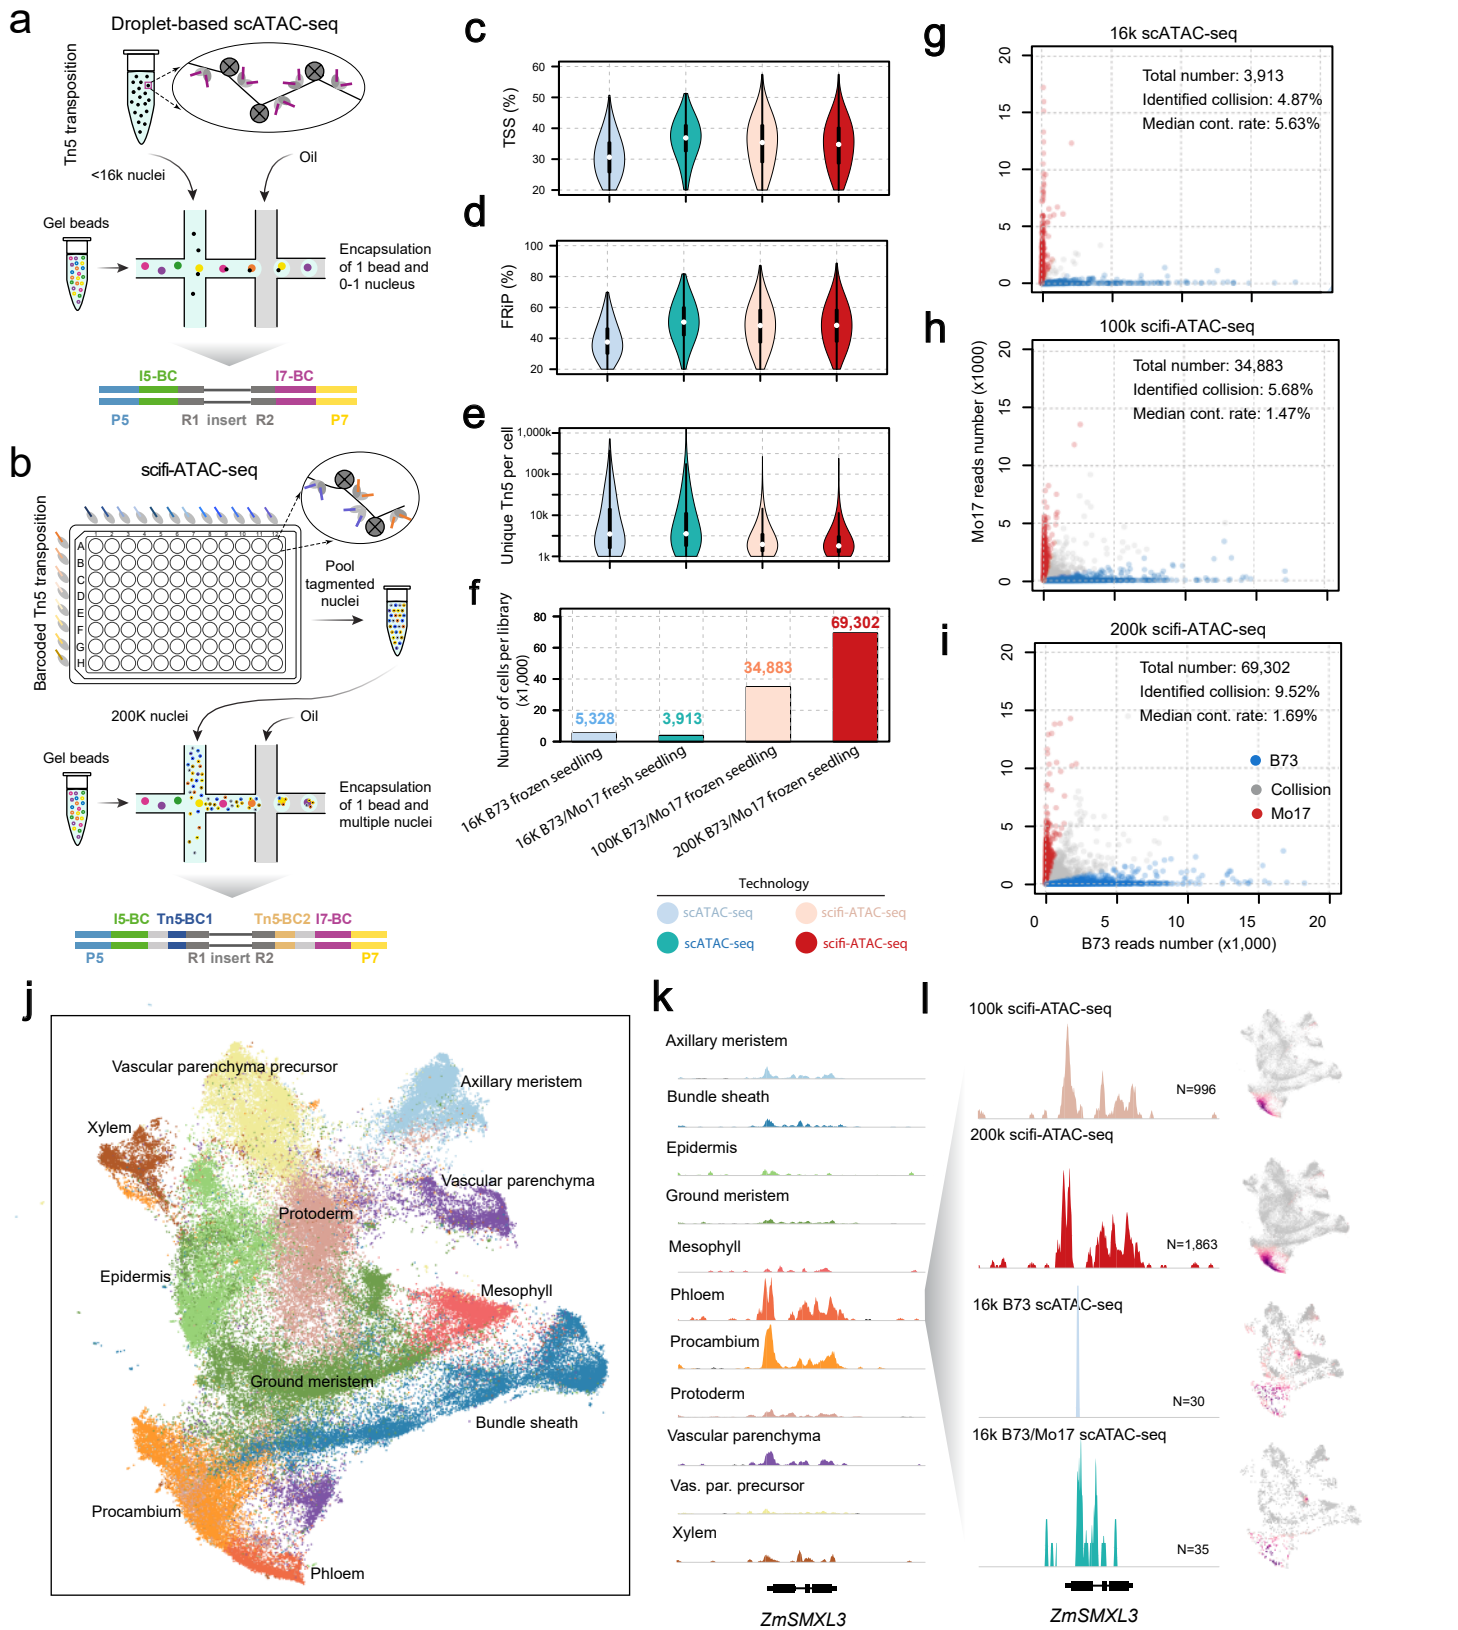 a
Droplet-based scATAC-seq
Tn5 transposition
<16k nuclei
Oil
Gel beads
Encapsulation
of 1 bead and
0-1 nucleus
I5-BC
I7-BC
P5
R1 insert R2
P7
b
scifi-ATAC-seq
Barcoded Tn5 transposition
1 2 3 4 5 6 7 8 9 10 11 12
A
B
C
D
E
F
G
H
Pool
tagmented
nuclei
200K nuclei
Oil
Gel beads
Encapsulation
of 1 bead and
multiple nuclei
I5-BC Tn5-BC1
Tn5-BC2 I7-BC
P5
R1 insert R2
P7
c
TSS (%)
60
50
40
30
20
d
FRiP (%)
100
80
60
40
20
e
Unique Tn5 per cell
1,000k
100k
10k
1k
f
Number of cells per library
(x1,000)
80
60
40
20
0
5,328
3,913
34,883
69,302
16K B73 frozen seedling
16K B73/Mo17 fresh seedling
100K B73/Mo17 frozen seedling
200K B73/Mo17 frozen seedling
Technology
scATAC-seq
scifi-ATAC-seq
scATAC-seq
scifi-ATAC-seq
g
16k scATAC-seq
Total number: 3,913
Identified collision: 4.87%
Median cont. rate: 5.63%
20
15
10
5
0
h
100k scifi-ATAC-seq
Total number: 34,883
Identified collision: 5.68%
Median cont. rate: 1.47%
Mo17 reads number (x1000)
20
15
10
5
0
i
200k scifi-ATAC-seq
Total number: 69,302
Identified collision: 9.52%
Median cont. rate: 1.69%
B73
Collision
Mo17
20
15
10
5
0
0 5 10 15 20
B73 reads number (x1,000)
j
Vascular parenchyma precursor
Axillary meristem
Xylem
Vascular parenchyma
Protoderm
Epidermis
Mesophyll
Ground meristem
Bundle sheath
Procambium
Phloem
k
Axillary meristem
Bundle sheath
Epidermis
Ground meristem
Mesophyll
Phloem
Procambium
Protoderm
Vascular parenchyma
Vas. par. precursor
Xylem
ZmSMXL3
l
100k scifi-ATAC-seq
N=996
200k scifi-ATAC-seq
N=1,863
16k B73 scATAC-seq
N=30
16k B73/Mo17 scATAC-seq
N=35
ZmSMXL3